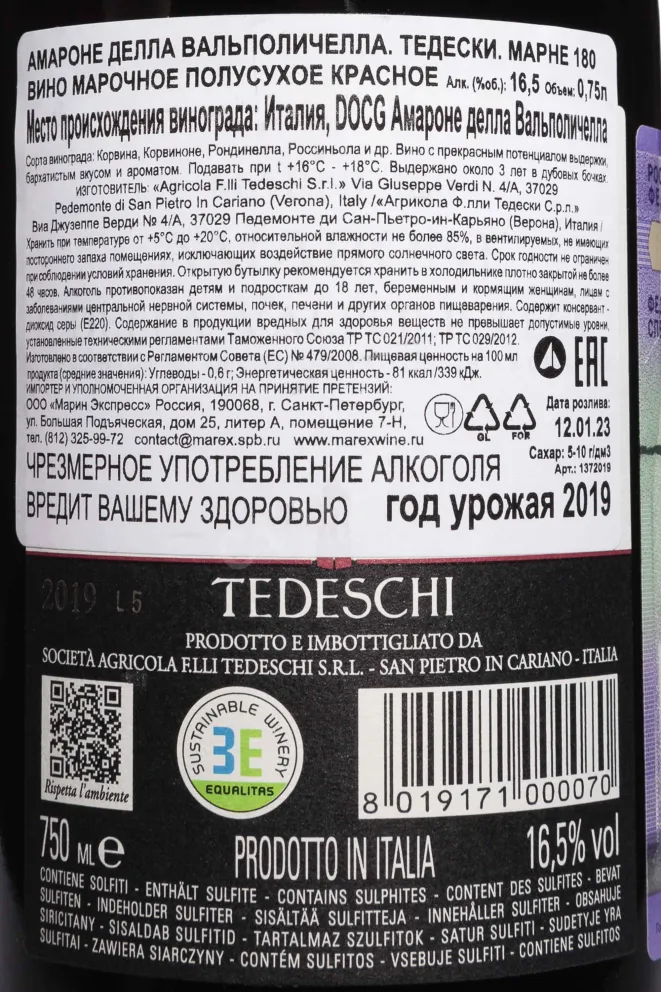 АМАРОНЕ ДЕЛЛА ВАЛЬПОЛИЧЕЛЛА. ТЕДЕСКИ. МАРНЕ 180
ВИНО МАРОЧНОЕ ПОЛУСУХОЕ КРАСНОЕ Алк. (%об.): 16,5 Объем: 0,75л
Место происхождения винограда: Италия, DOCG Амароне делла Вальполичелла
Сорта винограда: Корвина, Корвиноне, Рондинелла, Россиньола и др. Вино с прекрасным потенциалом выдержки,
бархатистым вкусом и ароматом. Подавать при t +16°С - +18°С. Выдержано около 3 лет в дубовых бочках.
ИЗГОТОВИТЕЛЬ: «Agricola F.lli Tedeschi S.r.l.» Via Giuseppe Verdi N. 4/A, 37029
Pedemonte di San Pietro In Cariano (Verona), Italy /«Агрикола Ф.лли Тедески С.р.л.»
Виа Джузеппе Верди № 4/А, 37029 Педемонте ди Сан-Пьетро-ин-Карьяно (Верона), Италия /
Хранить при температуре от +5°С до +20°С, относительной влажности не более 85%, в вентилируемых, не имеющих
постороннего запаха помещениях, исключающих воздействие прямого солнечного света. Срок годности не ограничен
при соблюдении условий хранения. Открытую бутылку рекомендуется хранить в холодильнике плотно закрытой не более
48 часов. Алкоголь противопоказан детям и подросткам до 18 лет, беременным и кормящим женщинам, лицам с
заболеваниями центральной нервной системы, почек, печени и других органов пищеварения. Содержит консервант -
диоксид серы (Е220). Содержание в продукции вредных для здоровья веществ не превышает допустимые уровни,
установленные техническими регламентами Таможенного Союза ТР ТС 021/2011; ТР ТС 029/2012.
Изготовлено в соответствии с Регламентом Совета (ЕС) № 479/2008. Пищевая ценность на 100 мл
продукта (средние значения): Углеводы - 0,6 г; Энергетическая ценность - 81 ккал /339 кДж.
ИМПОРТЕР И УПОЛНОМОЧЕННАЯ ОРГАНИЗАЦИЯ НА ПРИНЯТИЕ ПРЕТЕНЗИЙ:
ООО «Марин Экспресс» Россия, 190068, г. Санкт-Петербург,
ул. Большая Подъяческая, дом 25, литер А, помещение 7-Н,
тел. (812) 325-99-72 contact@marex.spb.ru www.marexwine.ru
EAC
GL
FOR
Дата розлива:
12.01.23
Сахар: 5-10 г/дм3
Арт.: 1372019
ЧРЕЗМЕРНОЕ УПОТРЕБЛЕНИЕ АЛКОГОЛЯ
ВРЕДИТ ВАШЕМУ ЗДОРОВЬЮ год урожая 2019
2019 L5
TEDESCHI
PRODOTTO E IMBOTTIGLIATO DA
SOCIETÀ AGRICOLA F.LLI TEDESCHI S.R.L. - SAN PIETRO IN CARIANO - ITALIA
Rispetta l'ambiente
SUSTAINABLE WINERY
3E
EQUALITAS
8 019171 000070
750 ML e
PRODOTTO IN ITALIA
16,5% vol
CONTIENE SOLFITI - ENTHÄLT SULFITE - CONTAINS SULPHITES - CONTENT DES SULFITES - BEVAT
SULFITEN - INDEHOLDER SULFITER - SISÄLTÄÄ SULFITTEJA - INNEHÅLLER SULFITER - OBSAHUJE
SIRICITANY - SISALDAB SULFITID - TARTALMAZ SZULFITOK - SATUR SULFITI - SUDETYJE YRA
SULFITAI - ZAWIERA SIARCZYNY - CONTÉM SULFITOS - VSEBUJE SULFITI - CONTIENE SULFITOS